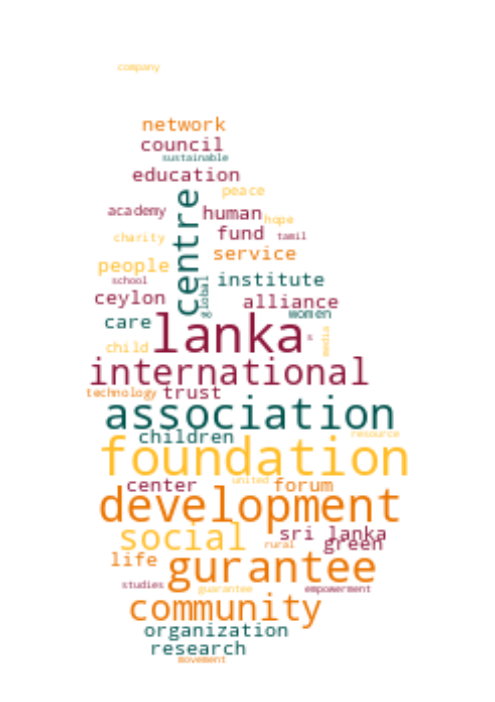 company
network
council
sustainable
education
peace
centre
academy
human
hope
fund
tamil
charity
service
people
school
global
institute
ceylon
alliance
women
care
lanka
s
media
child
international
technology trust
association
children
resource
foundation
united
center
forum
development
social
sri lanka
green
rural
life
gurantee
studies
guarantee
empowerment
community
organization
research
movement